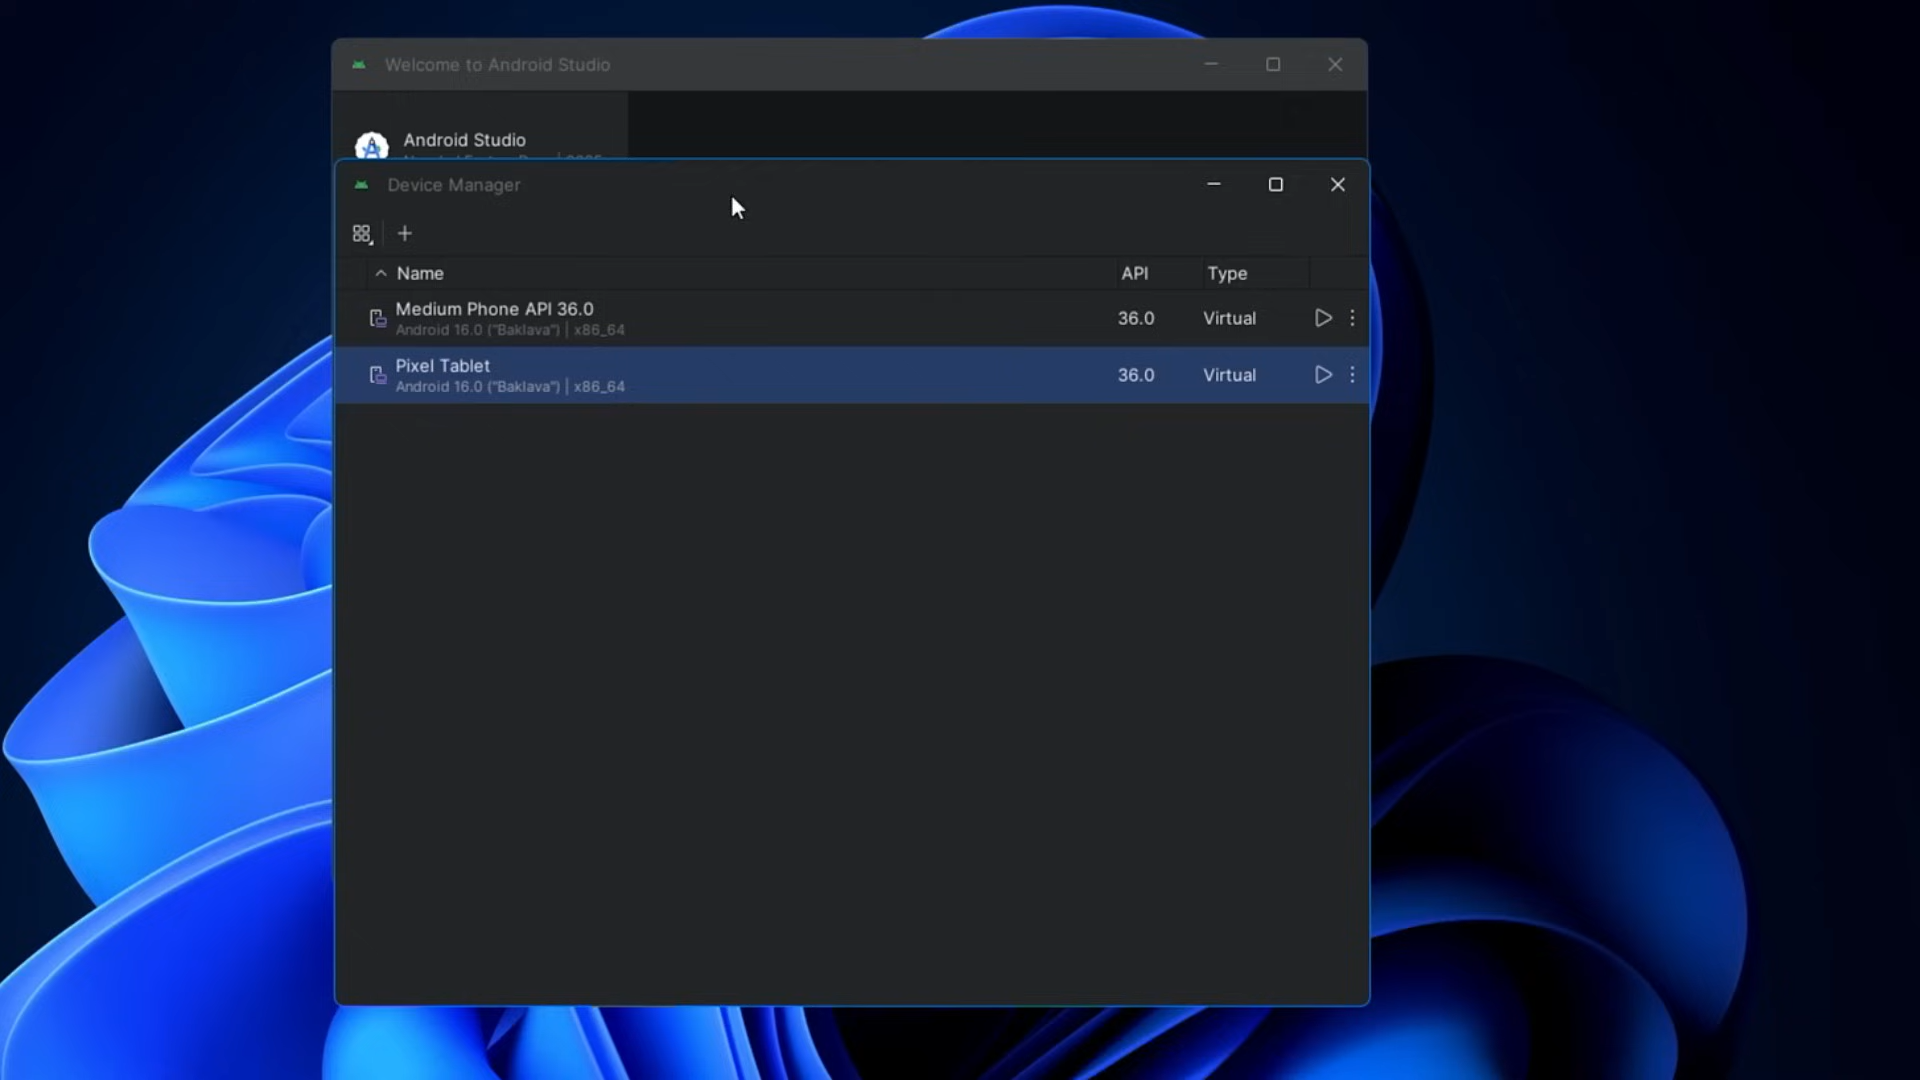 Welcome to Android Studio
Android Studio
Device Manager
Name API Type
Medium Phone API 36.0
Android 16.0 ("Baklava") | x86_64
36.0 Virtual
Pixel Tablet
Android 16.0 ("Baklava") | x86_64
36.0 Virtual